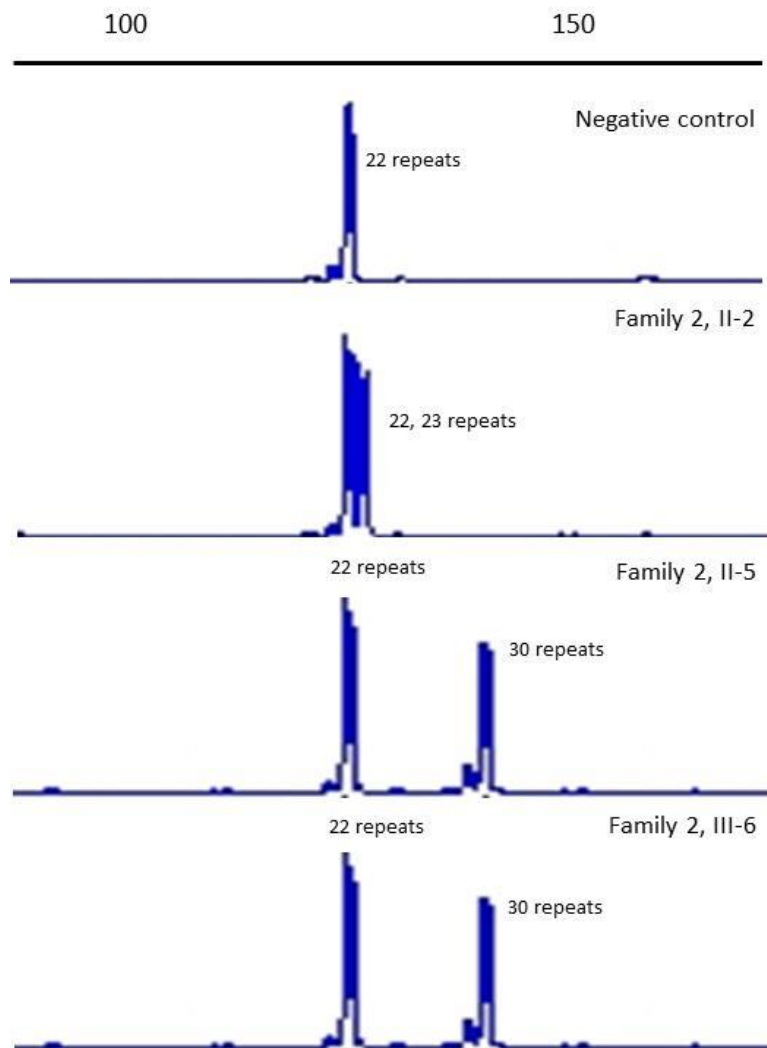 100 150
Negative control
22 repeats
Family 2, II-2
22, 23 repeats
22 repeats
Family 2, II-5
30 repeats
22 repeats
Family 2, III-6
30 repeats